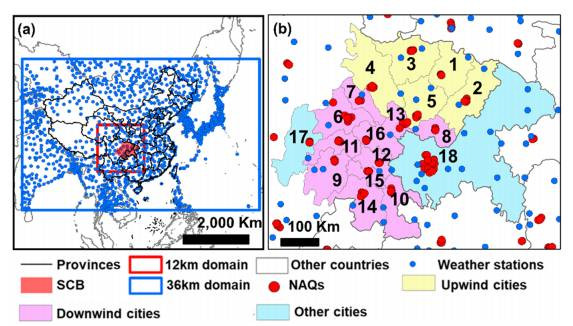 (a)
2,000 Km
(b)
3
1
4
2
7
5
6
13
8
16
17
11
12
18
9
15
10
14
100 Km
Provinces
12km domain
Other countries
Weather stations
SCB
36km domain
NAQs
Upwind cities
Downwind cities
Other cities